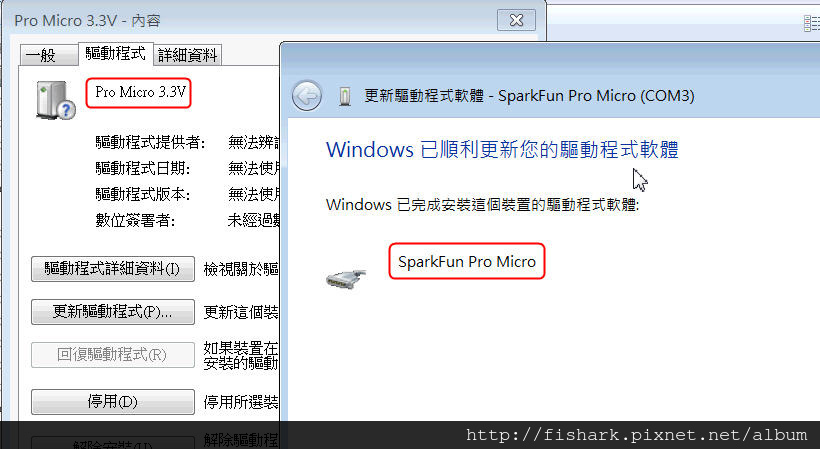 Pro Micro 3.3V - 內容
一般
驅動程式
詳細資料
Pro Micro 3.3V
驅動程式提供者: 無法辨
驅動程式日期: 無法使
驅動程式版本: 無法使
數位簽署者: 未經過
驅動程式詳細資料(I) 檢視關於
更新驅動程式(P)... 更新這個
回復驅動程式(R) 如果裝置在
安裝的驅動
停用(D) 停用所選
解除安裝(U) 解除驅動
更新驅動程式軟體 - SparkFun Pro Micro (COM3)
Windows 已順利更新您的驅動程式軟體
Windows 已完成安裝這個裝置的驅動程式軟體:
SparkFun Pro Micro
http://fishark.pixnet.net/album